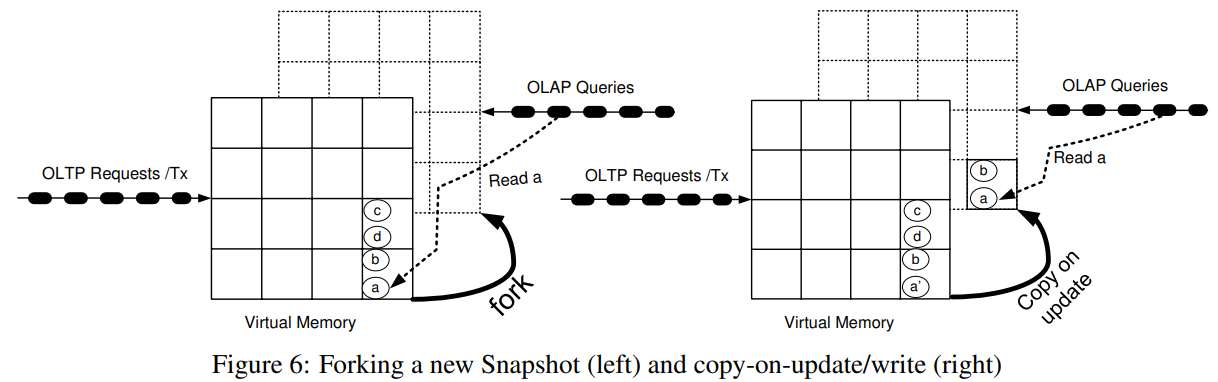 OLAP Queries
OLTP Requests /Tx
Read a
c
d
b
a
fork
Virtual Memory
OLAP Queries
OLTP Requests /Tx
Read a
b
a
c
d
b
a'
Copy on
update
Virtual Memory
Figure 6: Forking a new Snapshot (left) and copy-on-update/write (right)